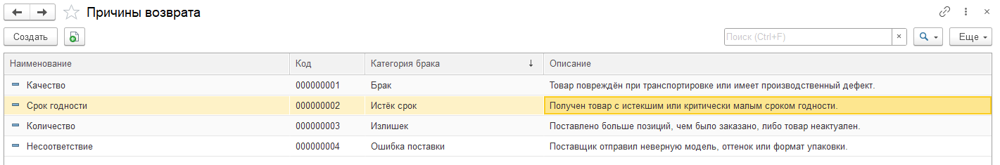 Причины возврата
Создать
Поиск (Ctrl+F)
×
Еще
Наименование Код Категория брака ↓ Описание
Качество 000000001 Брак Товар повреждён при транспортировке или имеет производственный дефект.
Срок годности 000000002 Истёк срок Получен товар с истекшим или критически малым сроком годности.
Количество 000000003 Излишек Поставлено больше позиций, чем было заказано, либо товар неактуален.
Несоответствие 000000004 Ошибка поставки Поставщик отправил неверную модель, оттенок или формат упаковки.